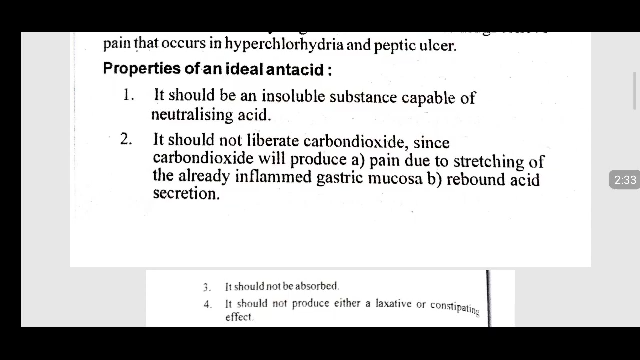 pain that occurs in hyperchlorhydria and peptic ulcer.
Properties of an ideal antacid :
1. It should be an insoluble substance capable of
neutralising acid.
2. It should not liberate carbondioxide, since
carbondioxide will produce a) pain due to stretching of
the already inflammed gastric mucosa b) rebound acid
secretion.
2:33
3. It should not be absorbed.
4. It should not produce either a laxative or constipating
effect.